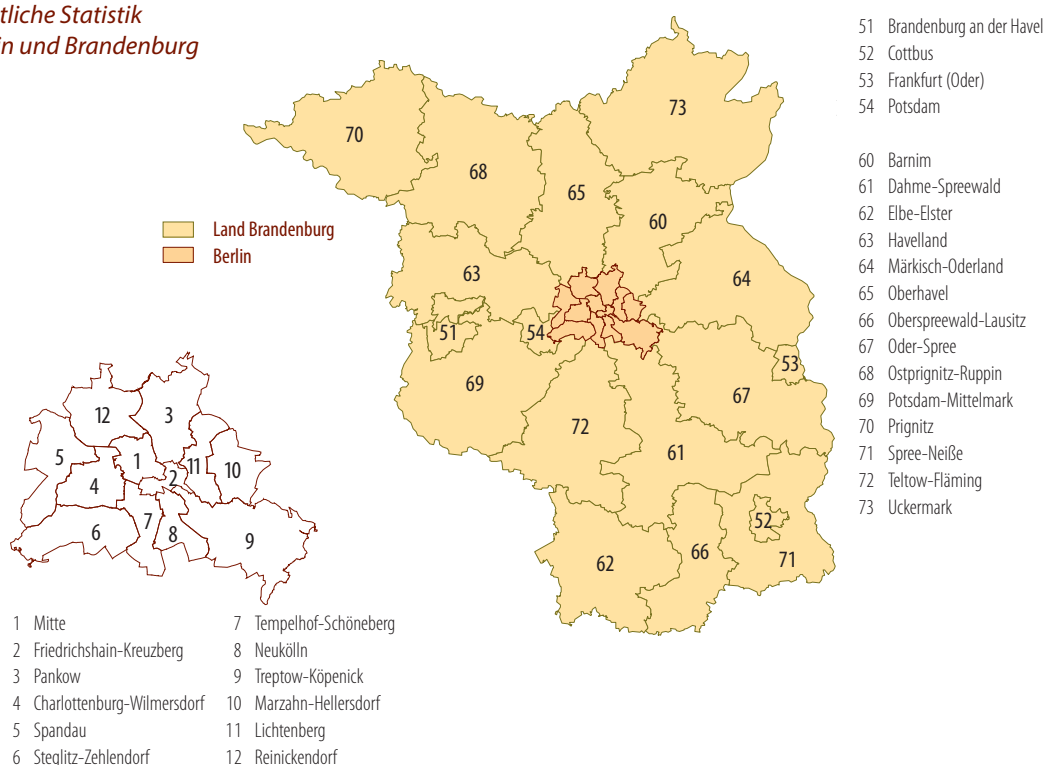 tliche Statistik
n und Brandenburg
Land Brandenburg
Berlin
70
68
73
65
60
63
64
51
54
53
69
67
72
61
52
66
62
71
12
3
5
1
11
10
4
2
7
8
6
9
51 Brandenburg an der Havel
52 Cottbus
53 Frankfurt (Oder)
54 Potsdam
60 Barnim
61 Dahme-Spreewald
62 Elbe-Elster
63 Havelland
64 Märkisch-Oderland
65 Oberhavel
66 Oberspreewald-Lausitz
67 Oder-Spree
68 Ostprignitz-Ruppin
69 Potsdam-Mittelmark
70 Prignitz
71 Spree-Neiße
72 Teltow-Fläming
73 Uckermark
1 Mitte
2 Friedrichshain-Kreuzberg
3 Pankow
4 Charlottenburg-Wilmersdorf
5 Spandau
6 Steglitz-Zehlendorf
7 Tempelhof-Schöneberg
8 Neukölln
9 Treptow-Köpenick
10 Marzahn-Hellersdorf
11 Lichtenberg
12 Reinickendorf